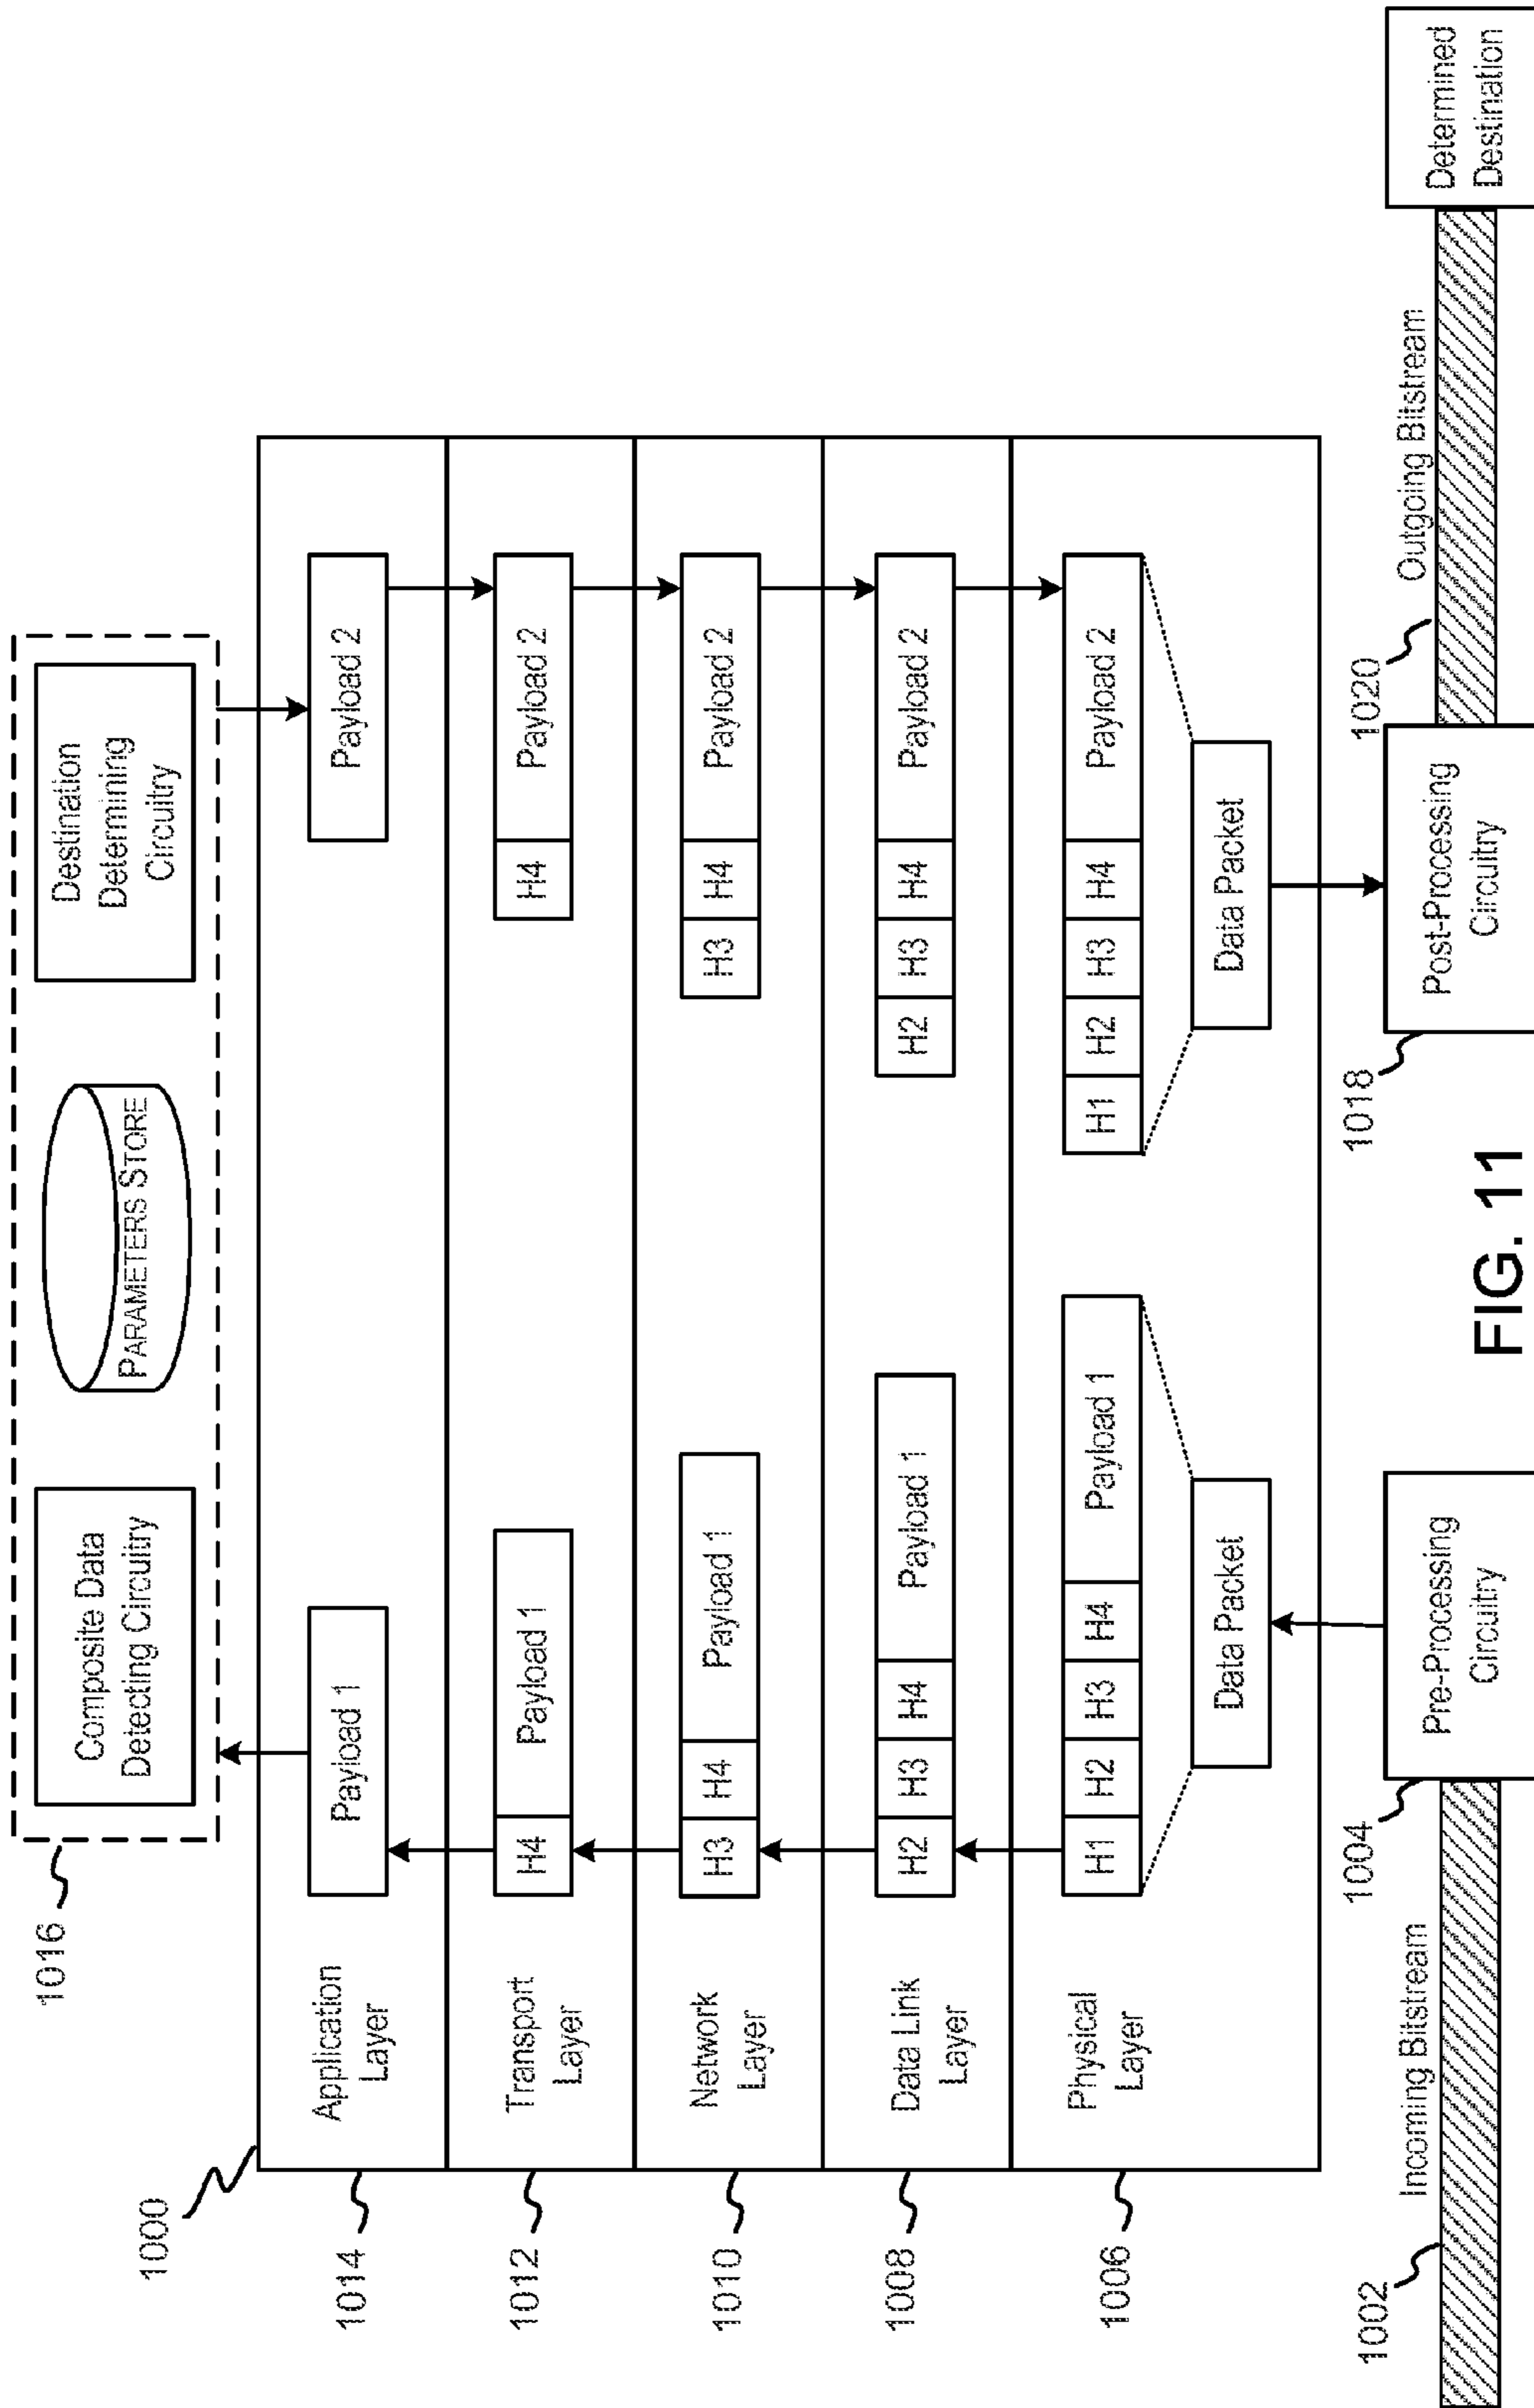 1016
Composite Data
Detecting Circuitry
PARAMETERS STORE
Destination
Determining
Circuitry
1000
1014
Application
Layer
Payload 1
Payload 2
1012
Transport
Layer
H4
Payload 1
H4
Payload 2
1010
Network
Layer
H3
H4
Payload 1
H3
H4
Payload 2
1008
Data Link
Layer
H2
H3
H4
Payload 1
H2
H3
H4
Payload 2
1006
Physical
Layer
H1
H2
H3
H4
Payload 1
H1
H2
H3
H4
Payload 2
Data Packet
Data Packet
1002
Incoming Bitstream
1004
Pre-Processing
Circuitry
1018
Post-Processing
Circuitry
1020
Outgoing Bitstream
Determined
Destination
FIG. 11